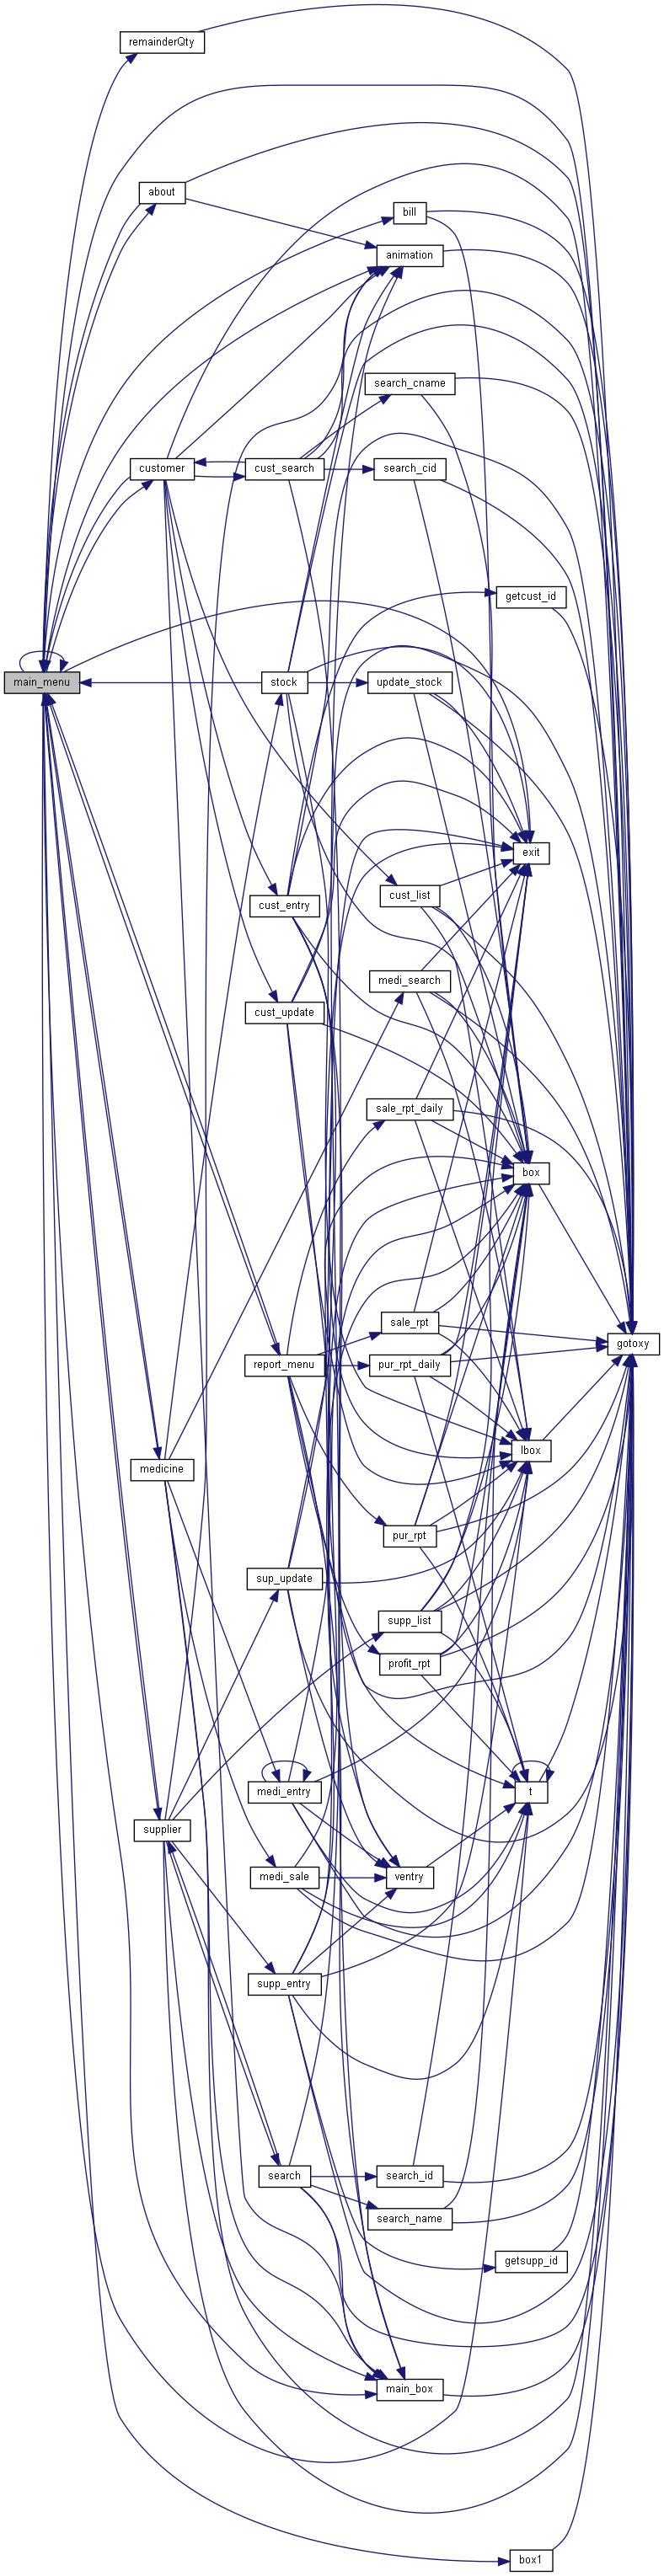 remainderQty
about
bill
animation
search_cname
customer
cust_search
search_cid
getcust_id
main_menu
stock
update_stock
exit
cust_entry
cust_list
medi_search
cust_update
sale_rpt_daily
box
sale_rpt
gotoxy
report_menu
pur_rpt_daily
lbox
medicine
pur_rpt
sup_update
supp_list
profit_rpt
medi_entry
t
supplier
medi_sale
ventry
supp_entry
search
search_id
search_name
getsupp_id
main_box
box1